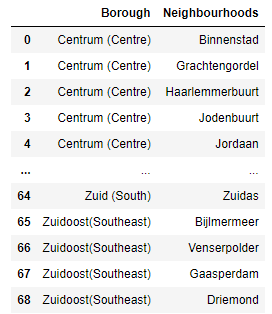 Borough Neighbourhoods
0 Centrum (Centre) Binnenstad
1 Centrum (Centre) Grachtengordel
2 Centrum (Centre) Haarlemmerbuurt
3 Centrum (Centre) Jodenbuurt
4 Centrum (Centre) Jordaan
... ... ...
64 Zuid (South) Zuidas
65 Zuidoost(Southeast) Bijlmermeer
66 Zuidoost(Southeast) Venserpolder
67 Zuidoost(Southeast) Gaasperdam
68 Zuidoost(Southeast) Driemond